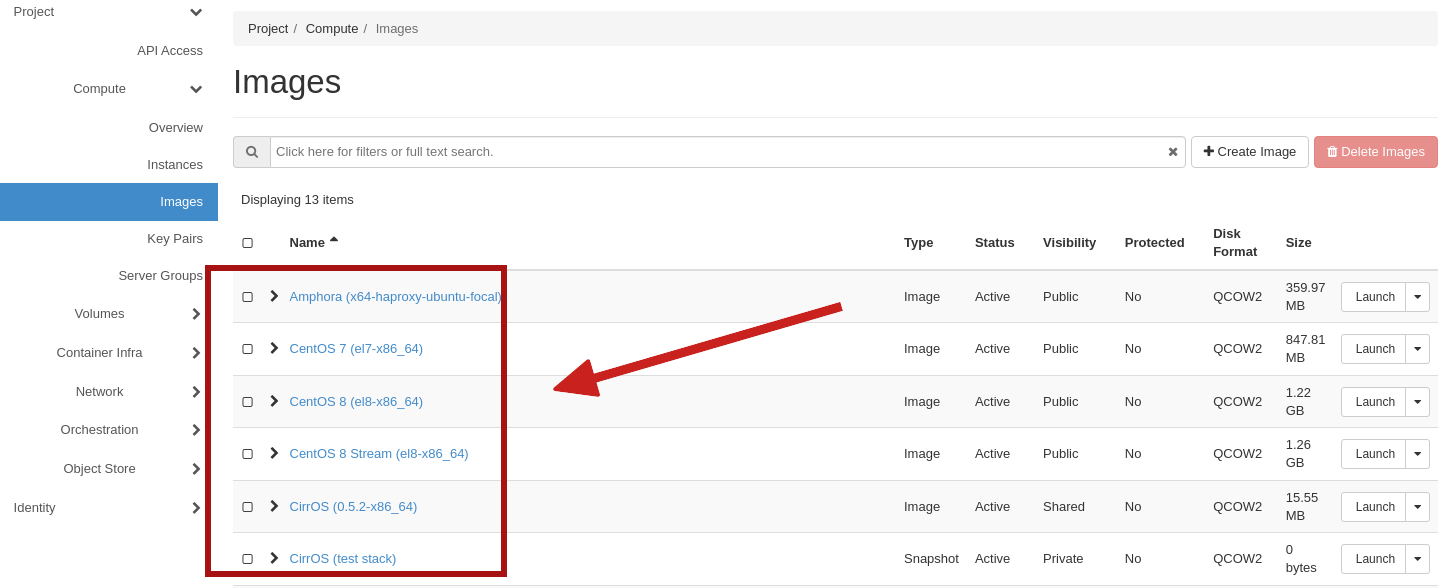 Project
API Access
Compute
Overview
Instances
Images
Key Pairs
Server Groups
Volumes
Container Infra
Network
Orchestration
Object Store
Identity
Project / Compute / Images
Images
Click here for filters or full text search.
Create Image
Delete Images
Displaying 13 items
Name Type Status Visibility Protected Disk Format Size
Amphora (x64-haproxy-ubuntu-focal) Image Active Public No QCOW2 359.97 MB Launch
CentOS 7 (el7-x86_64) Image Active Public No QCOW2 847.81 MB Launch
CentOS 8 (el8-x86_64) Image Active Public No QCOW2 1.22 GB Launch
CentOS 8 Stream (el8-x86_64) Image Active Public No QCOW2 1.26 GB Launch
CirrOS (0.5.2-x86_64) Image Active Shared No QCOW2 15.55 MB Launch
CirrOS (test stack) Snapshot Active Private No QCOW2 0 bytes Launch